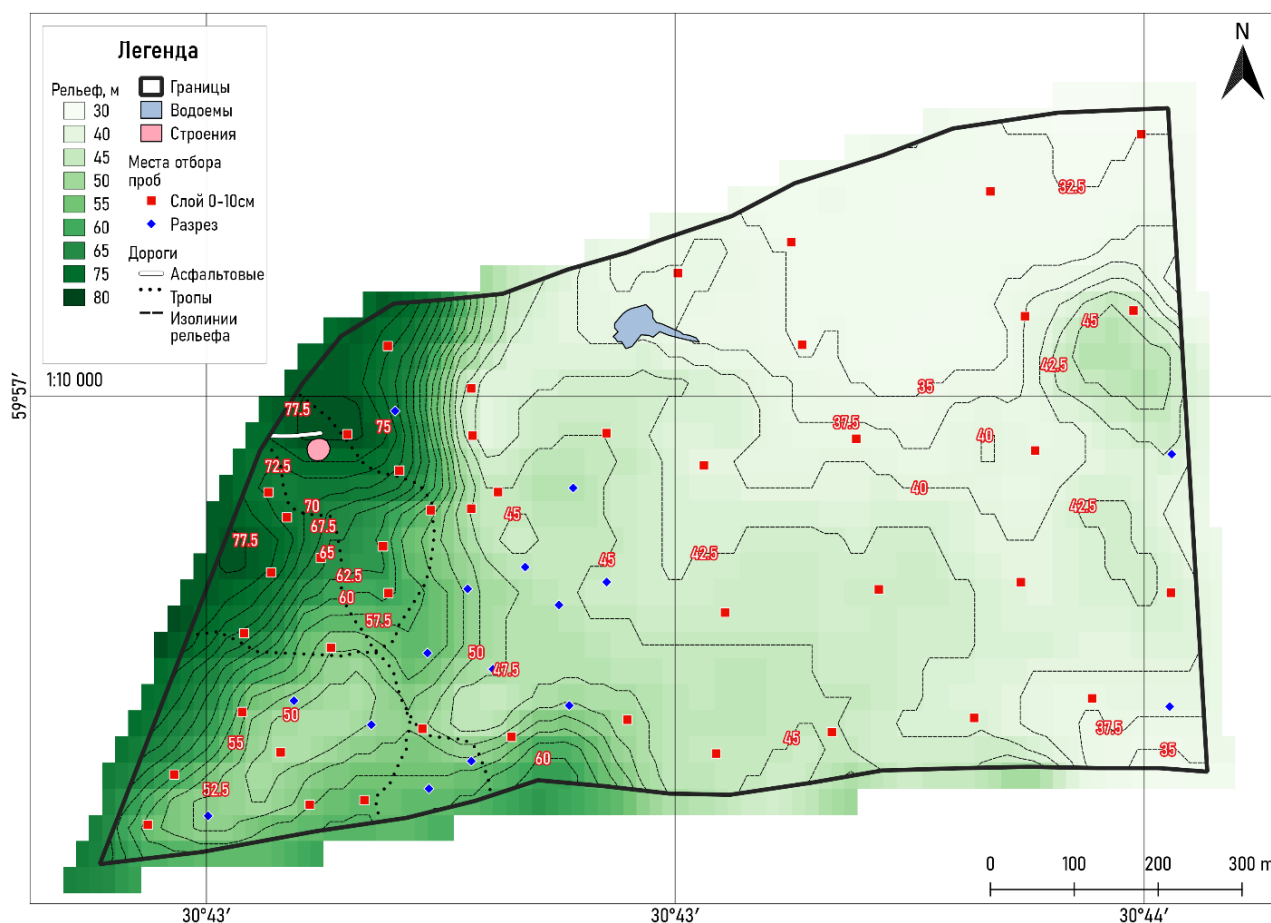 Легенда
Рельеф, м
30
40
45
50
55
60
65
75
80
Границы
Водоемы
Строения
Места отбора
проб
Слой 0-10см
Разрез
Дороги
Асфальтовые
Тропы
Изолинии
рельефа
1:10 000
N
59°57′
32.5
45
42.5
35
77.5
75
37.5
40
72.5
70
67.5
45
40
42.5
77.5
65
62.5
45
42.5
60
57.5
50
47.5
50
55
45
37.5
60
35
52.5
0 100 200 300 m
30°43′ 30°43′ 30°44′